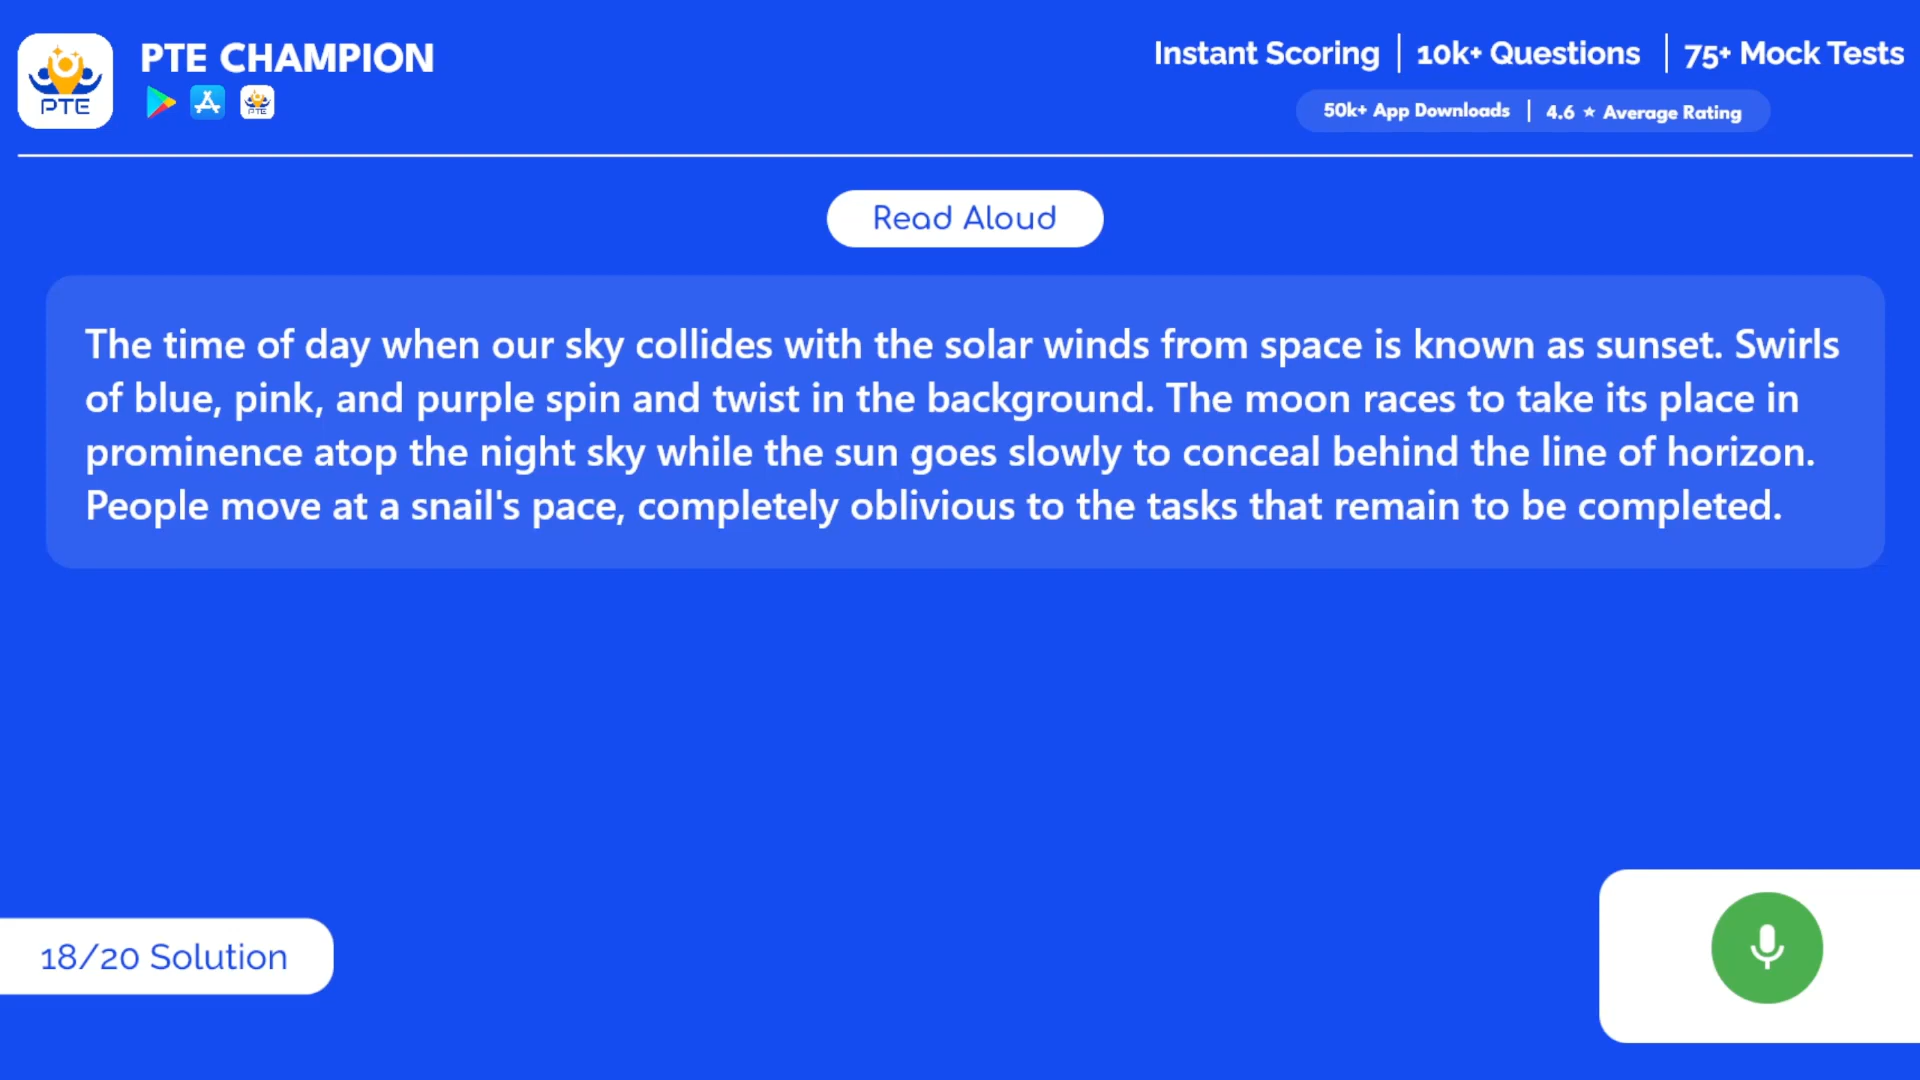 PTE CHAMPION
PTE
PTE
Instant Scoring | 10k+ Questions | 75+ Mock Tests
50k+ App Downloads | 4.6 ★ Average Rating
Read Aloud
The time of day when our sky collides with the solar winds from space is known as sunset. Swirls
of blue, pink, and purple spin and twist in the background. The moon races to take its place in
prominence atop the night sky while the sun goes slowly to conceal behind the line of horizon.
People move at a snail's pace, completely oblivious to the tasks that remain to be completed.
18/20 Solution